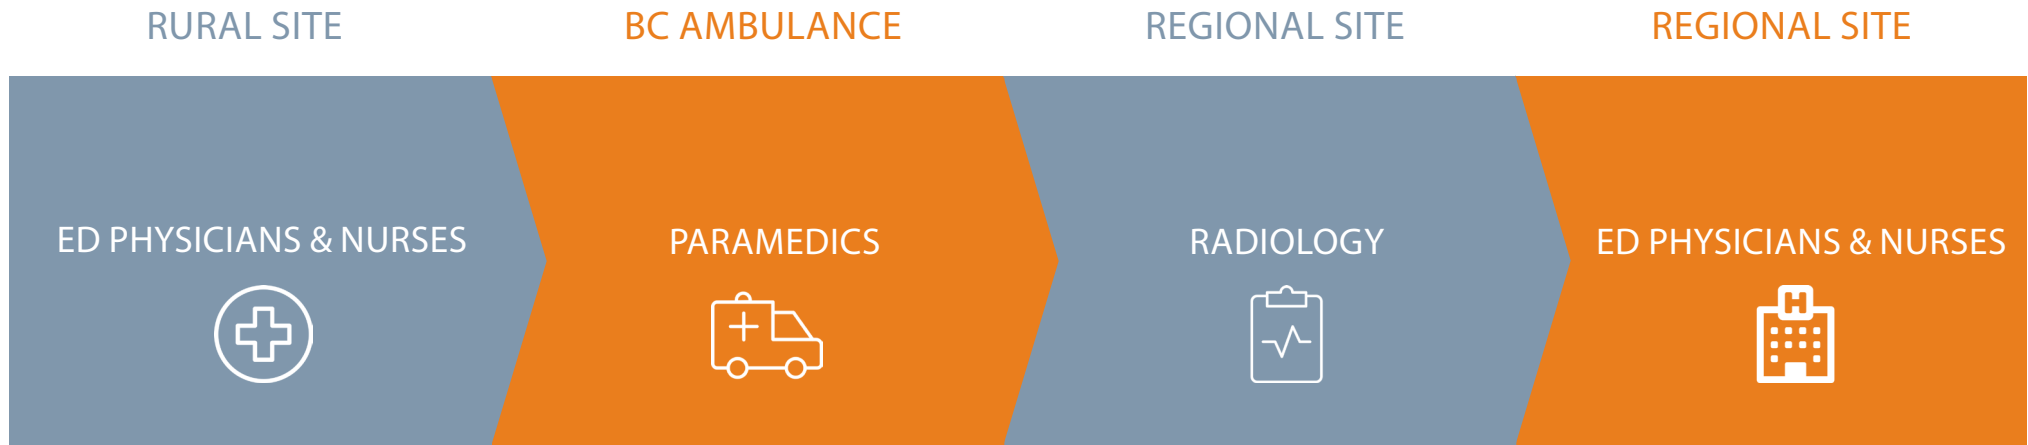 RURAL SITE
BC AMBULANCE
REGIONAL SITE
REGIONAL SITE
ED PHYSICIANS & NURSES
PARAMEDICS
RADIOLOGY
ED PHYSICIANS & NURSES
H